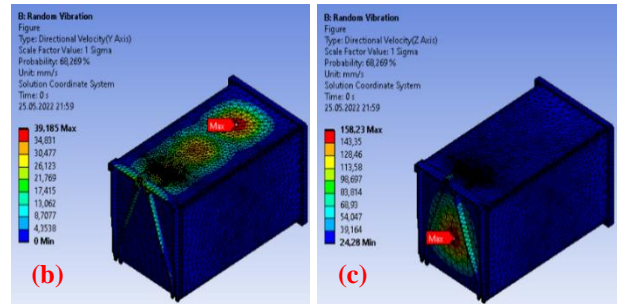 B: Random Vibration
Figure
Type: Directional Velocity(Y Axis)
Scale Factor Value: 1 Sigma
Probability: 68,269 %
Unit: mm/s
Solution Coordinate System
Time: 0 s
25.05.2022 21:59
39,185 Max
34,831
30,477
26,123
21,769
17,415
13,062
8,7077
4,3538
0 Min
Max
(b)
B: Random Vibration
Figure
Type: Directional Velocity(Z Axis)
Scale Factor Value: 1 Sigma
Probability: 68,269 %
Unit: mm/s
Solution Coordinate System
Time: 0 s
25.05.2022 21:59
158,23 Max
143,35
128,46
113,58
98,697
83,814
68,93
54,047
39,164
24,28 Min
Max
(c)